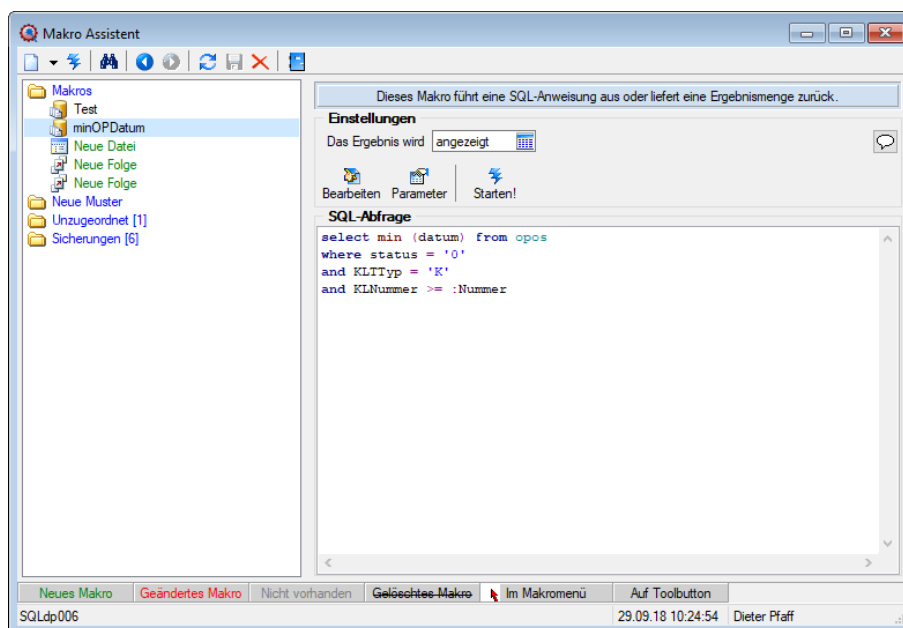 Makro Assistent
Makros
Test
minOPDatum
Neue Datei
Neue Folge
Neue Folge
Neue Muster
Unzugeordnet [1]
Sicherungen [6]
Dieses Makro führt eine SQL-Anweisung aus oder liefert eine Ergebnismenge zurück.
Einstellungen
Das Ergebnis wird angezeigt
Bearbeiten Parameter Starten!
SQL-Abfrage
select min (datum) from opos
where status = '0'
and KLTTyp = 'K'
and KLNummer >= :Nummer
Neues Makro Geändertes Makro Nicht vorhanden Gelöschtes Makro Im Makromenü Auf Toolbutton
SQLdp006 29.09.18 10:24:54 Dieter Pfaff